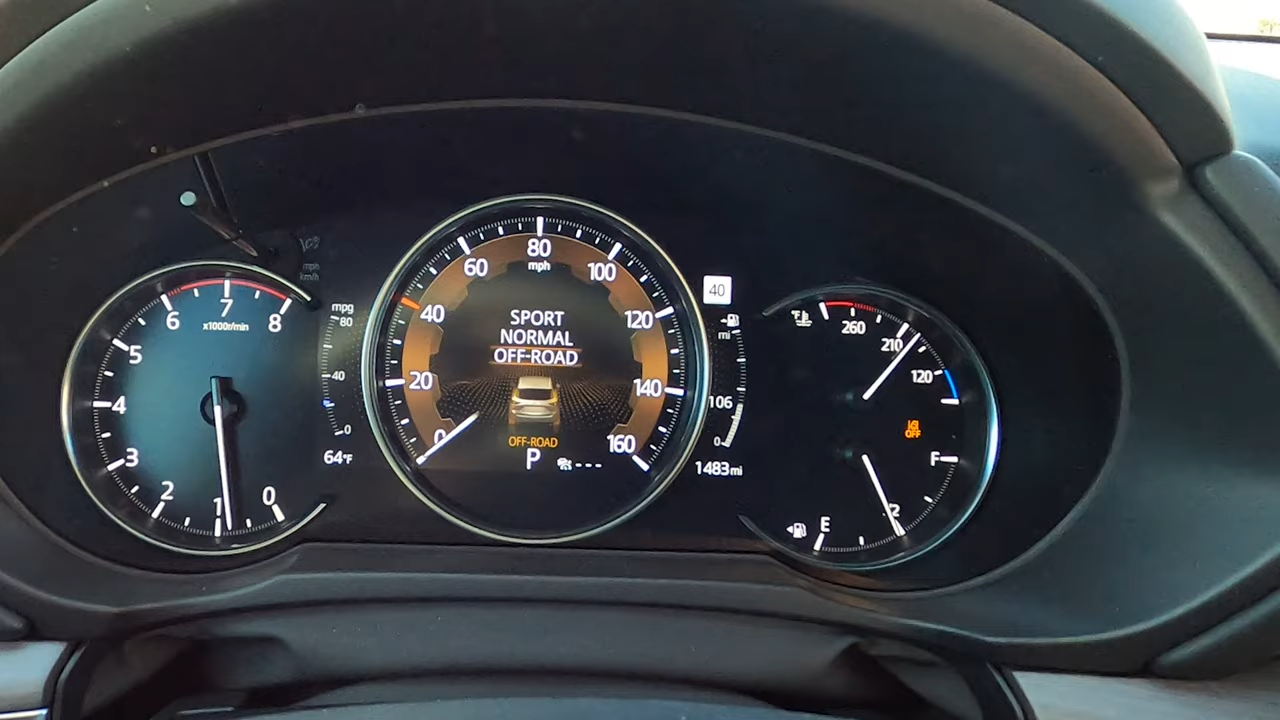 6
7
8
x1000r/min
5
4
3
2
1
0
mph
km/h
mpg
80
40
0
64°F
80
mph
60
100
40
120
20
140
0
160
SPORT
NORMAL
OFF-ROAD
OFF-ROAD
P ---
40
mi
106
0
1483mi
260
210
120
OFF
F
E